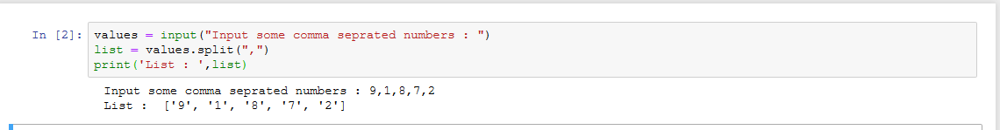 In [2]: values = input("Input some comma seprated numbers : ")
list = values.split(",")
print('List : ',list)
Input some comma seprated numbers : 9,1,8,7,2
List :  ['9', '1', '8', '7', '2']